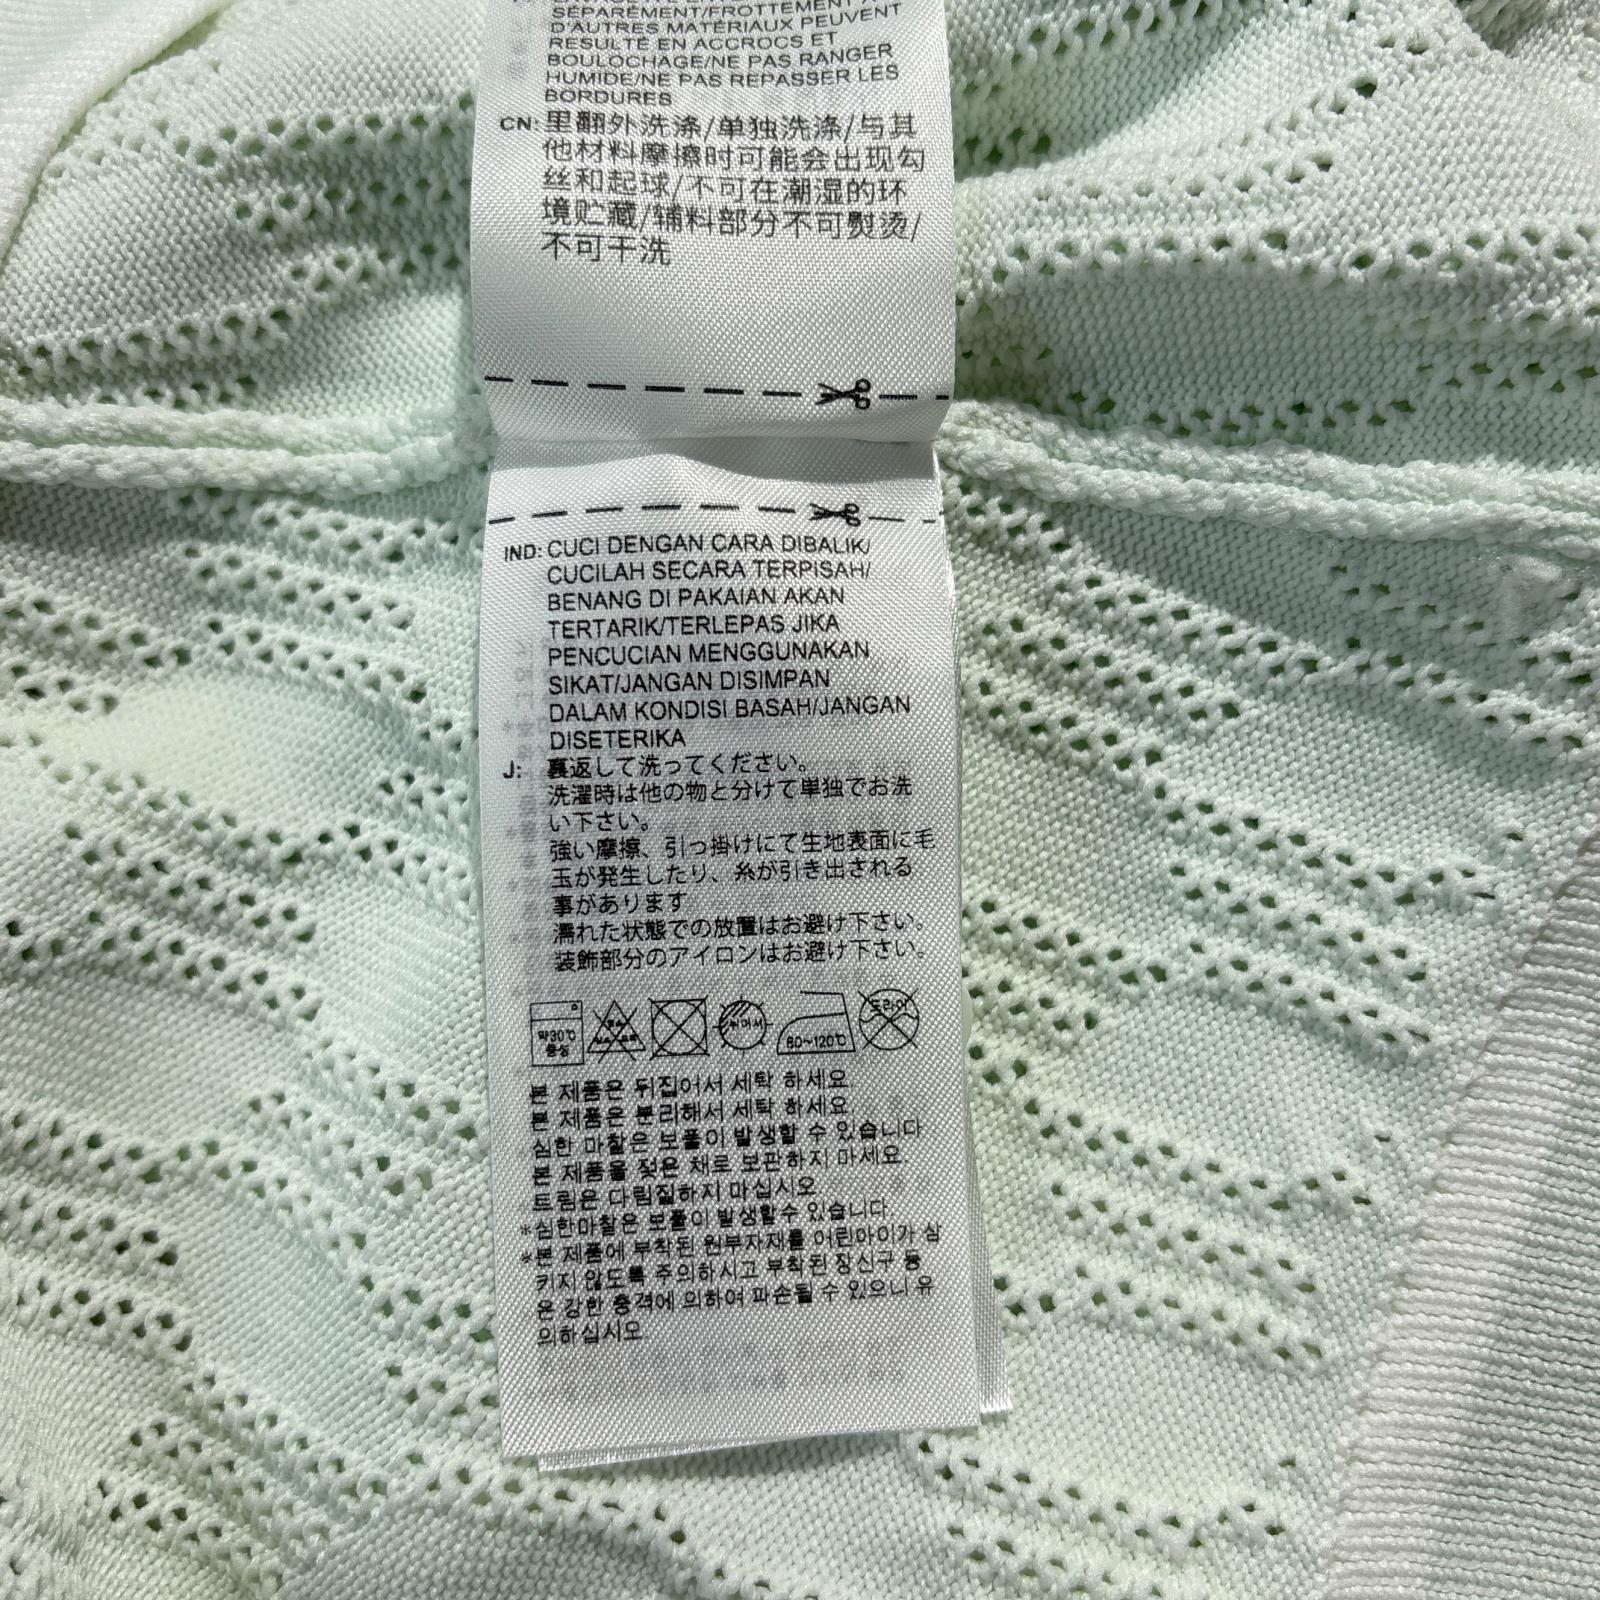 SÉPARÉMENT/FROTTEMENT A
D'AUTRES MATÉRIAUX PEUVENT
RESULTÉ EN ACCROCS ET
BOULOCHAGE/NE PAS RANGER
HUMIDE/NE PAS REPASSER LES
BORDURES
CN: 里翻外洗涤/单独洗涤/与其
他材料摩擦时可能会出现勾
丝和起球/不可在潮湿的环
境贮藏/辅料部分不可熨烫/
不可干洗
IND: CUCI DENGAN CARA DIBALIK/
CUCILAH SECARA TERPISAH/
BENANG DI PAKAIAN AKAN
TERTARIK/TERLEPAS JIKA
PENCUCIAN MENGGUNAKAN
SIKAT/JANGAN DISIMPAN
DALAM KONDISI BASAH/JANGAN
DISETERIKA
J: 裏返して洗ってください。
洗濯時は他の物と分けて単独でお洗
い下さい。
強い摩擦、引っ掛けにて生地表面に毛
玉が発生したり、糸が引き出される
事があります
濡れた状態での放置はお避け下さい。
装飾部分のアイロンはお避け下さい。
약30℃ 80~120℃ 드라이
중성
본 제품은 뒤집어서 세탁 하세요
본 제품은 분리해서 세탁 하세요.
심한 마찰은 보풀이 발생할 수 있습니다
본 제품을 젖은 채로 보관하지 마세요.
트림은 다림질하지 마십시오
*심한마찰은 보풀이 발생할수 있습니다.
*본 제품에 부착된 원부자재를 어린아이가 삼
키지 않도록 주의하시고 부착된 장신구 등
은 강한 충격에 의하여 파손될 수 있으니 유
의하십시오.